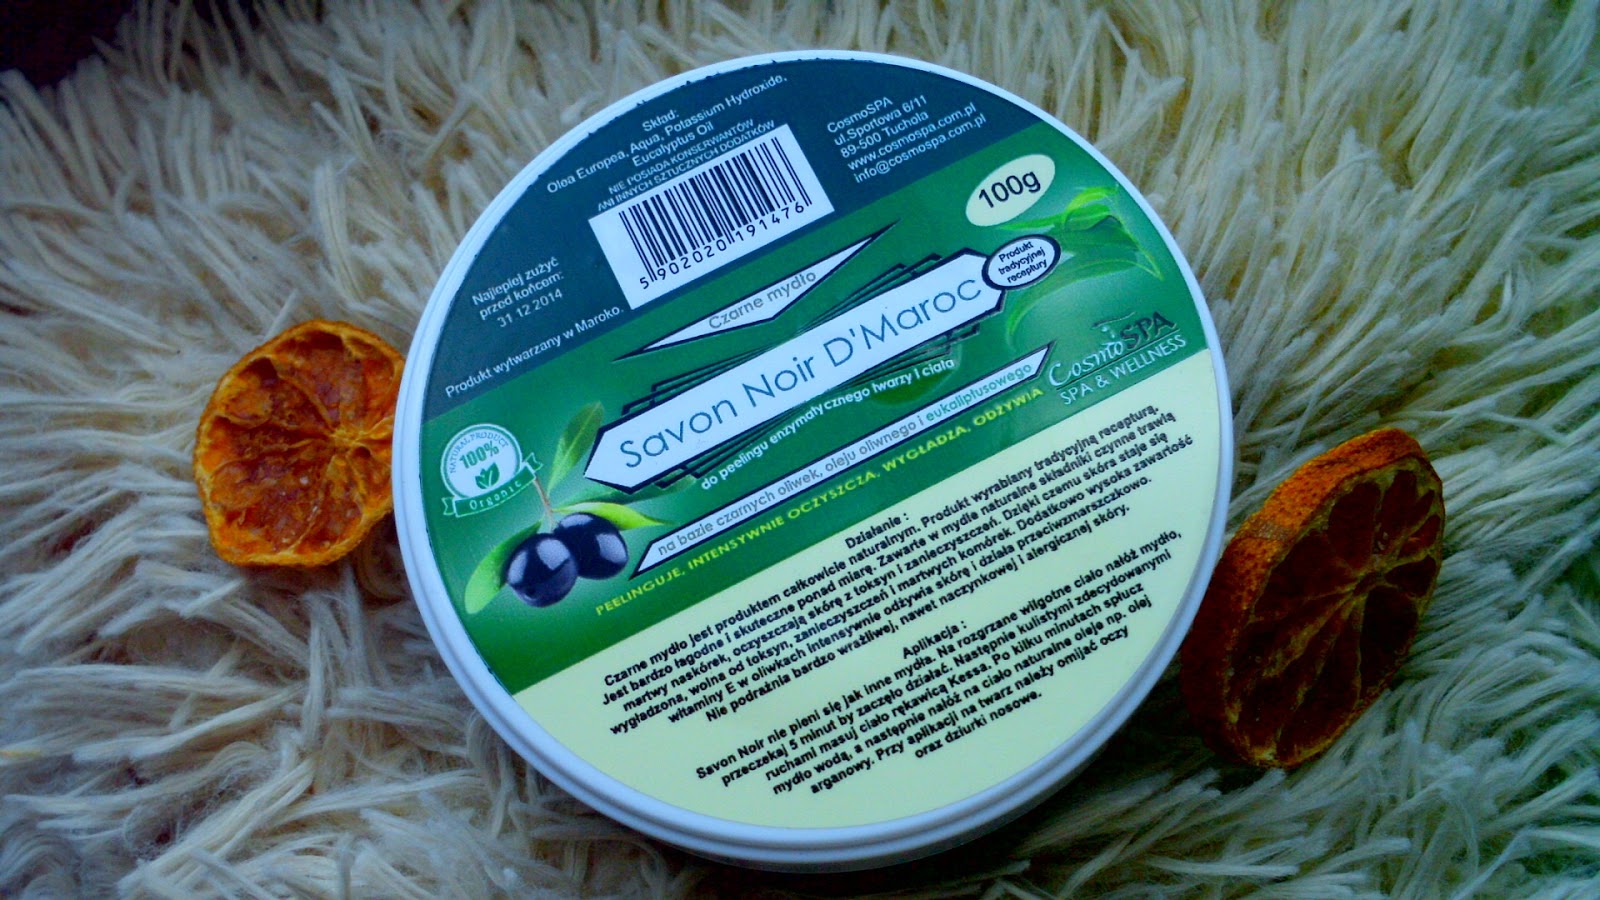 Skład:
Olea Europea, Aqua, Potassium Hydroxide,
Eucalyptus Oil
NIE POSIADA KONSERWANTÓW
ANI INNYCH SZTUCZNYCH DODATKÓW
5 902020 191476
CosmoSPA
ul.Sportowa 6/11
89-500 Tuchola
www.cosmospa.com.pl
info@cosmospa.com.pl
Najlepiej zużyć
przed końcem:
31 12 2014
Produkt wytwarzany w Maroko.
100g
Czarne mydło
Savon Noir D'Maroc
Produkt
tradycyjnej
receptury
do peelingu enzymatycznego twarzy i ciała
na bazie czarnych oliwek, oleju oliwnego i eukaliptusowego
PEELINGUJE, INTENSYWNIE OCZYSZCZA, WYGŁADZA, ODŻYWIA
CosmoSPA
SPA & WELLNESS
NATURAL PRODUCT
100%
Organic
Działanie :
Czarne mydło jest produktem całkowicie naturalnym. Produkt wyrabiany tradycyjną recepturą.
Jest bardzo łagodne i skuteczne ponad miarę. Zawarte w mydle naturalne składniki czynne trawią
martwy naskórek, oczyszczają skórę z toksyn i zanieczyszczeń. Dzięki czemu skóra staje się
wygładzona, wolna od toksyn, zanieczyszczeń i martwych komórek. Dodatkowo wysoka zawartość
witaminy E w oliwkach intensywnie odżywia skórę i działa przeciwzmarszczkowo.
Nie podrażnia bardzo wrażliwej, nawet naczynkowej i alergicznej skóry.
Aplikacja :
Savon Noir nie pieni się jak inne mydła. Na rozgrzane wilgotne ciało nałóż mydło,
przeczekaj 5 minut by zaczęło działać. Następnie kulistymi zdecydowanymi
ruchami masuj ciało rękawicą Kessa. Po kilku minutach spłucz
mydło wodą, a następnie nałóż na ciało naturalne oleje np. olej
arganowy. Przy aplikacji na twarz należy omijać oczy
oraz dziurki nosowe.